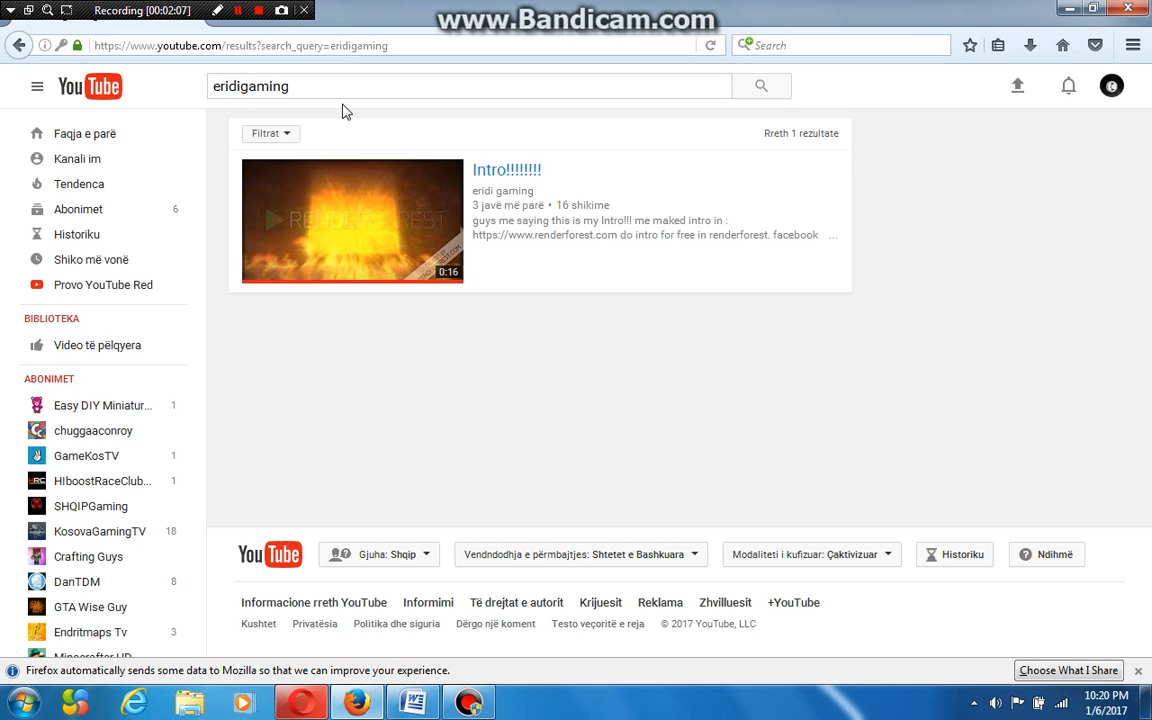 Recording [00:02:07]
www.Bandicam.com
https://www.youtube.com/results?search_query=eridigaming
Search
YouTube
eridigaming
Faqja e parë
Kanali im
Tendenca
Abonimet 6
Historiku
Shiko më vonë
Provo YouTube Red
BIBLIOTEKA
Video të pëlqyera
ABONIMET
Easy DIY Miniatur... 1
chuggaaconroy
GameKosTV 1
HIboostRaceClub... 1
SHQIPGaming
KosovaGamingTV 18
Crafting Guys
DanTDM 8
GTA Wise Guy
Endritmaps Tv 3
Filtrat
Rreth 1 rezultate
RENDERFOREST
0:16
Intro!!!!!!!!
eridi gaming
3 javë më parë • 16 shikime
guys me saying this is my Intro!!! me maked intro in :
https://www.renderforest.com do intro for free in renderforest. facebook ...
YouTube
Gjuha: Shqip
Vendndodhja e përmbajtjes: Shtetet e Bashkuara
Modaliteti i kufizuar: Çaktivizuar
Historiku
Ndihmë
Informacione rreth YouTube Informimi Të drejtat e autorit Krijuesit Reklama Zhvilluesit +YouTube
Kushtet Privatësia Politika dhe siguria Dërgo një koment Testo veçoritë e reja © 2017 YouTube, LLC
Firefox automatically sends some data to Mozilla so that we can improve your experience.
Choose What I Share
10:20 PM
1/6/2017